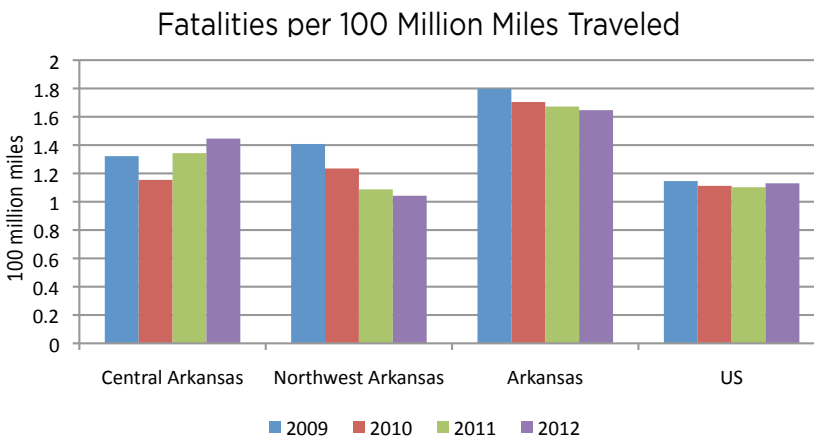 Fatalities per 100 Million Miles Traveled
100 million miles
2
1.8
1.6
1.4
1.2
1
0.8
0.6
0.4
0.2
0
Central Arkansas Northwest Arkansas Arkansas US
2009 2010 2011 2012